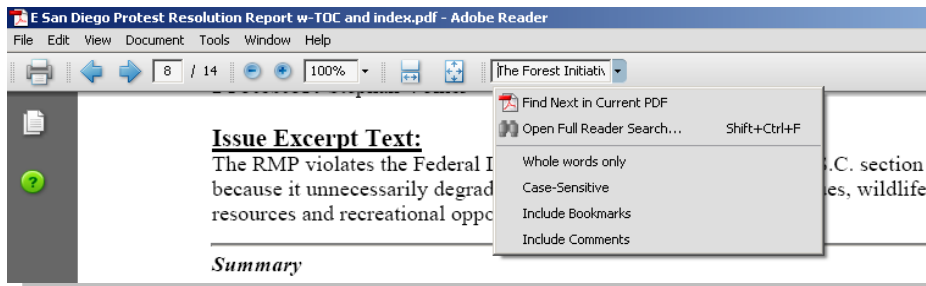 E San Diego Protest Resolution Report w-TOC and index.pdf - Adobe Reader
File Edit View Document Tools Window Help
8 / 14 100% The Forest Initiativ
Find Next in Current PDF
Open Full Reader Search... Shift+Ctrl+F
Issue Excerpt Text:
The RMP violates the Federal L .C. section
Whole words only
because it unnecessarily degrad es, wildlife
Case-Sensitive
resources and recreational oppo
Include Bookmarks
Include Comments
Summary